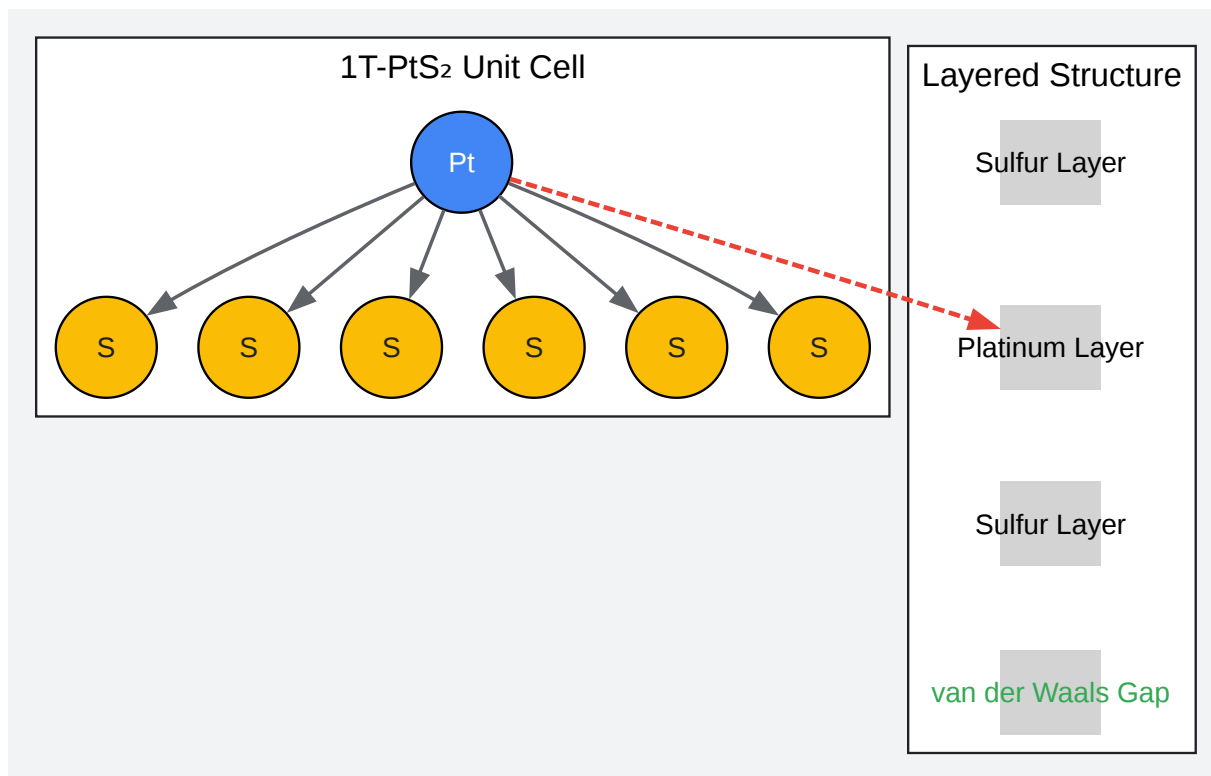 1T-PtS₂ Unit Cell
Pt
S
S
S
S
S
S
Layered Structure
Sulfur Layer
Platinum Layer
Sulfur Layer
van der Waals Gap